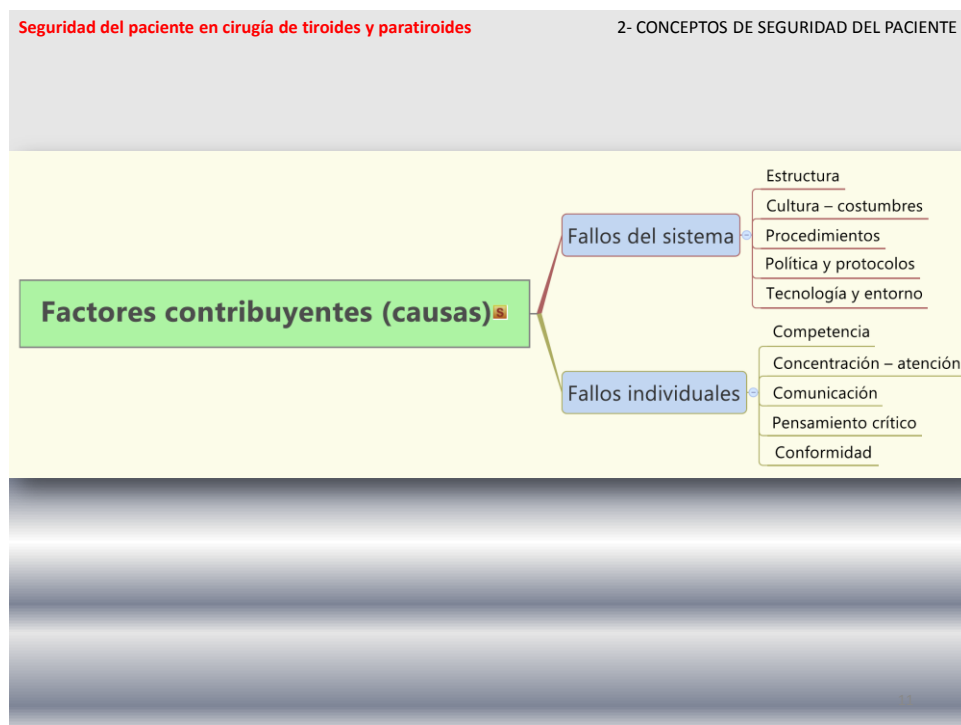 Seguridad del paciente en cirugía de tiroides y paratiroides
2- CONCEPTOS DE SEGURIDAD DEL PACIENTE
Factores contribuyentes (causas)
S
Fallos del sistema
Estructura
Cultura – costumbres
Procedimientos
Política y protocolos
Tecnología y entorno
Fallos individuales
Competencia
Concentración – atención
Comunicación
Pensamiento crítico
Conformidad